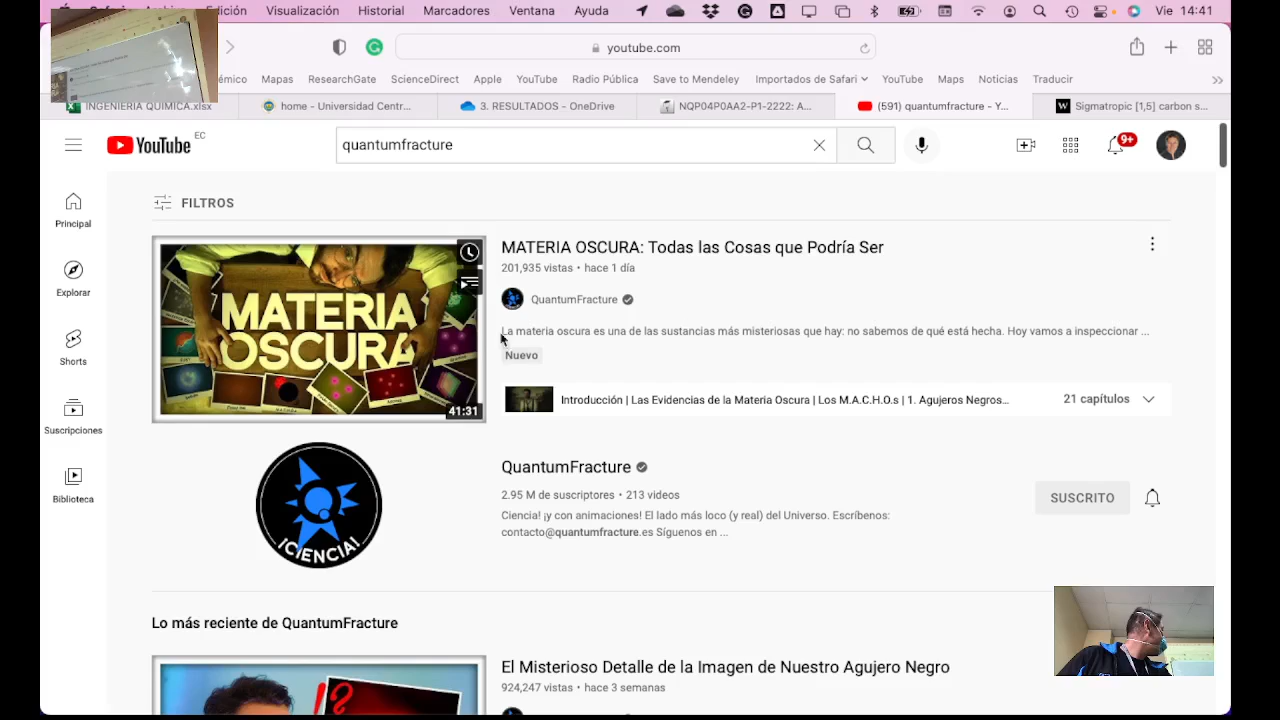 Edición Visualización Historial Marcadores Ventana Ayuda Vie 14:41
youtube.com
Mapas ResearchGate ScienceDirect Apple YouTube Radio Pública Save to Mendeley Importados de Safari YouTube Maps Noticias Traducir
INGENIERIA QUIMICA.xlsx home - Universidad Centr... 3. RESULTADOS - OneDrive NQP04P0AA2-P1-2222: A... (591) quantumfracture - Y... Sigmatropic [1,5] carbon s...
YouTube EC
quantumfracture
9+
Principal
Explorar
Shorts
Suscripciones
Biblioteca
FILTROS
MATERIA
OSCURA
41:31
MATERIA OSCURA: Todas las Cosas que Podría Ser
201,935 vistas • hace 1 día
QuantumFracture
La materia oscura es una de las sustancias más misteriosas que hay: no sabemos de qué está hecha. Hoy vamos a inspeccionar ...
Nuevo
Introducción | Las Evidencias de la Materia Oscura | Los M.A.C.H.O.s | 1. Agujeros Negros...
21 capítulos
¡CIENCIA!
QuantumFracture
2.95 M de suscriptores • 213 videos
Ciencia! ¡y con animaciones! El lado más loco (y real) del Universo. Escríbenos:
contacto@quantumfracture.es Síguenos en ...
SUSCRITO
Lo más reciente de QuantumFracture
El Misterioso Detalle de la Imagen de Nuestro Agujero Negro
924,247 vistas • hace 3 semanas